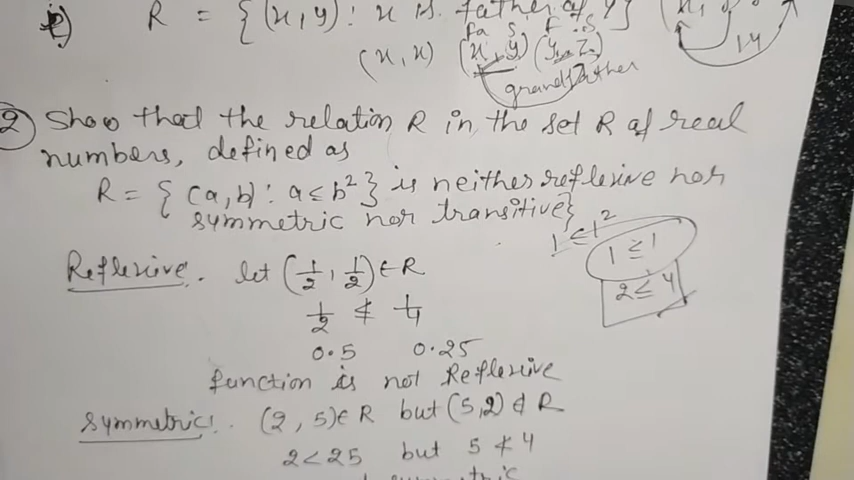 e) R = {(x,y): x is father of y}
Fa S F S
(x,x) (x,y) (y,z)
grandfather
14
2 Show that the relation R in the set R of real
numbers, defined as
R = {(a,b): a ≤ b²} is neither reflexive nor
symmetric nor transitive}
1 ≤ 1²
1 ≥ 1
2 ≤ 4
Reflexive. let (1/2, 1/2) ∈ R
1/2 ≰ 1/4
0.5 0.25
function is not Reflexive
Symmetric. (2, 5) ∈ R but (5,2) ∉ R
2 < 25 but 5 ≮ 4
symmetric